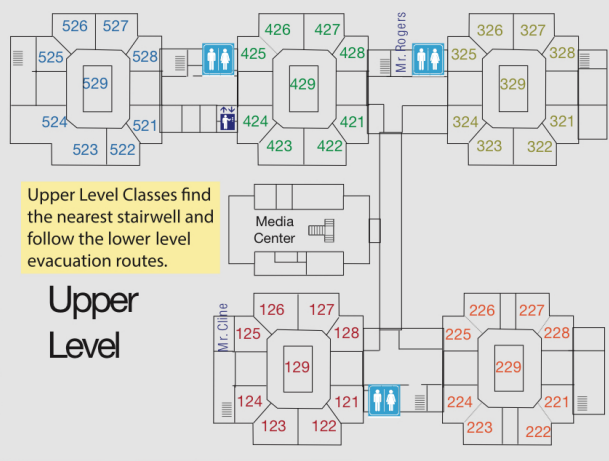 526 527
525 528
529
524 521
523 522
426 427
425 428
429
424 421
423 422
Mr. Rogers
326 327
325 328
329
324 321
323 322
Upper Level Classes find
the nearest stairwell and
follow the lower level
evacuation routes.
Media
Center
Upper
Level
Mr. Cline
126 127
125 128
129
124 121
123 122
226 227
225 228
229
224 221
223 222